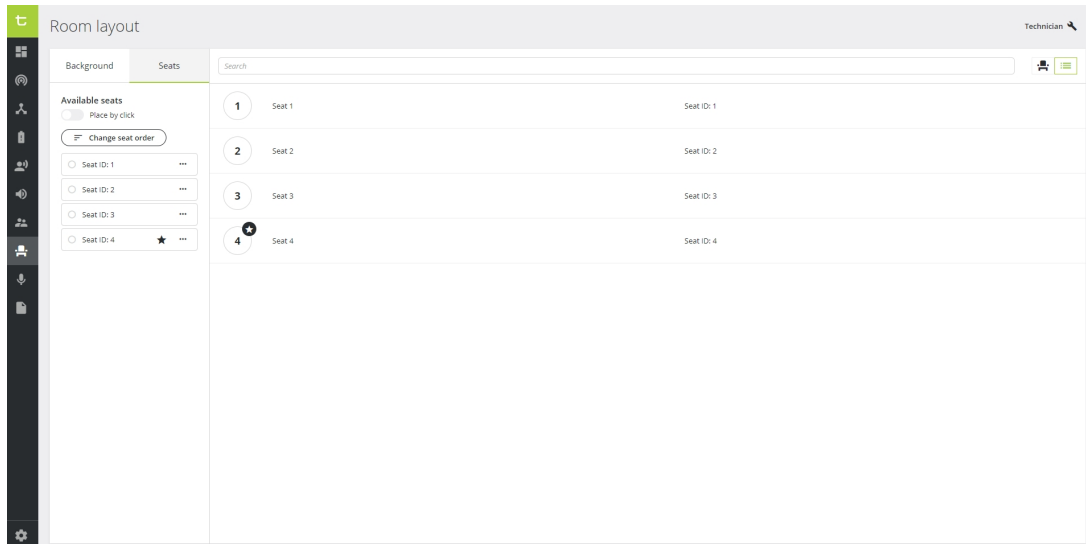 Room layout
Technician
Background
Seats
Search
Available seats
Place by click
Change seat order
Seat ID: 1
Seat ID: 2
Seat ID: 3
Seat ID: 4
1
Seat 1
Seat ID: 1
2
Seat 2
Seat ID: 2
3
Seat 3
Seat ID: 3
4
Seat 4
Seat ID: 4